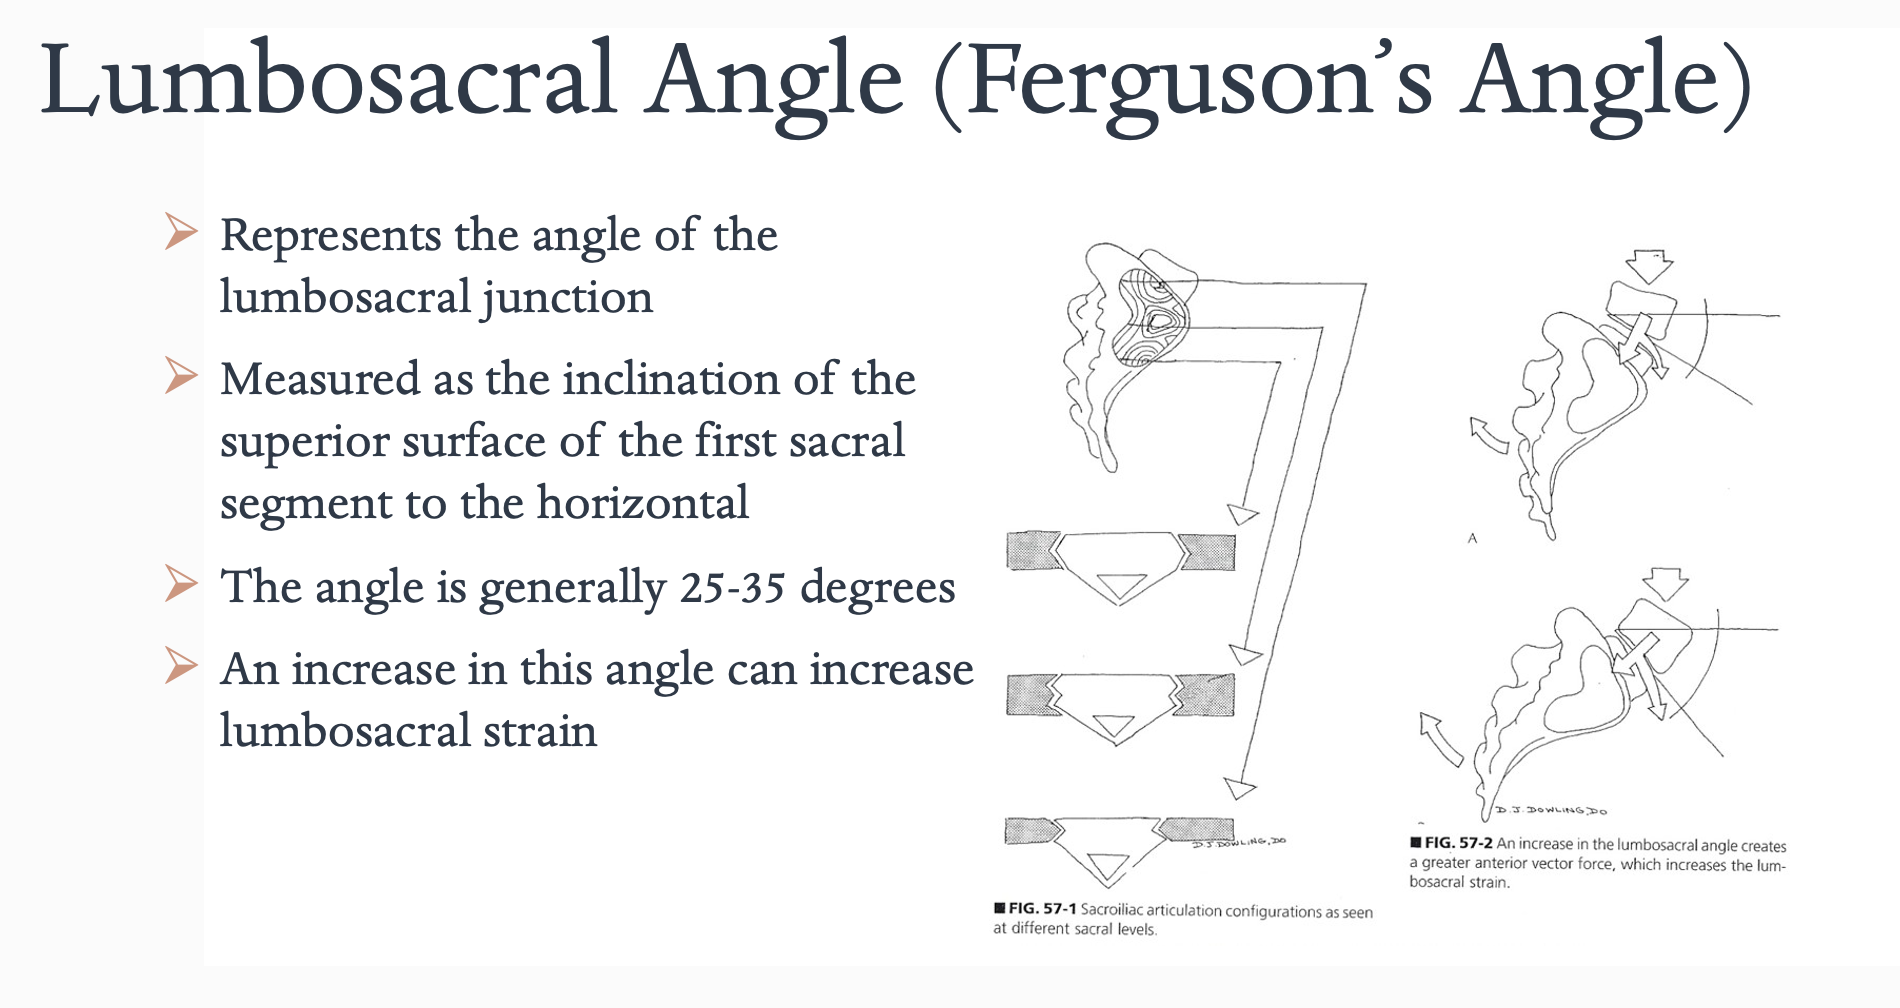 Lumbosacral Angle (Ferguson’s Angle)
Represents the angle of the
lumbosacral junction
Measured as the inclination of the
superior surface of the first sacral
segment to the horizontal
The angle is generally 25-35 degrees
An increase in this angle can increase
lumbosacral strain
D.J. DOWLING, DO
FIG. 57-1 Sacroiliac articulation configurations as seen
at different sacral levels.
A
D.J. DOWLING, DO
FIG. 57-2 An increase in the lumbosacral angle creates
a greater anterior vector force, which increases the lum-
bosacral strain.